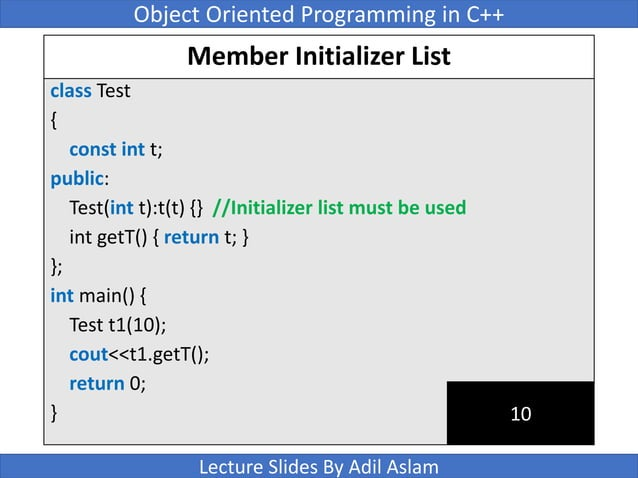 Object Oriented Programming in C++
Member Initializer List
class Test
{
const int t;
public:
Test(int t):t(t) {} //Initializer list must be used
int getT() { return t; }
};
int main() {
Test t1(10);
cout<<t1.getT();
return 0;
}
10
Lecture Slides By Adil Aslam